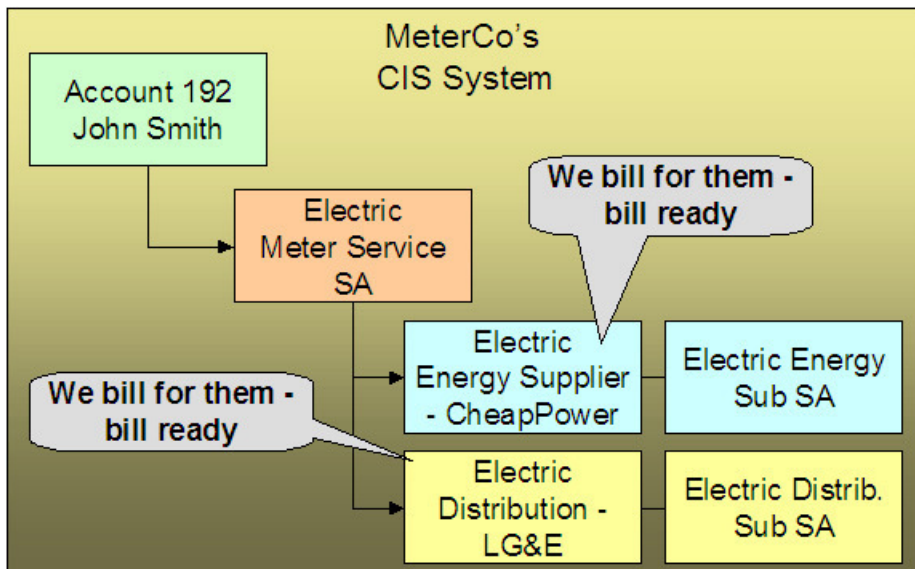 MeterCo's
CIS System
Account 192
John Smith
Electric
Meter Service
SA
We bill for them -
bill ready
Electric
Energy Supplier
- CheapPower
Electric Energy
Sub SA
We bill for them -
bill ready
Electric
Distribution -
LG&E
Electric Distrib.
Sub SA